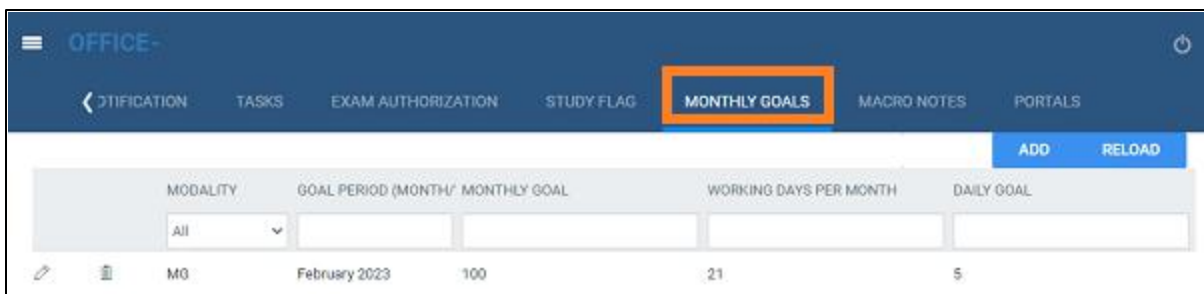 OFFICE-
OTIFICATION TASKS EXAM AUTHORIZATION STUDY FLAG MONTHLY GOALS MACRO NOTES PORTALS
ADD RELOAD
MODALITY GOAL PERIOD (MONTH/ MONTHLY GOAL WORKING DAYS PER MONTH DAILY GOAL
All
MG February 2023 100 21 5